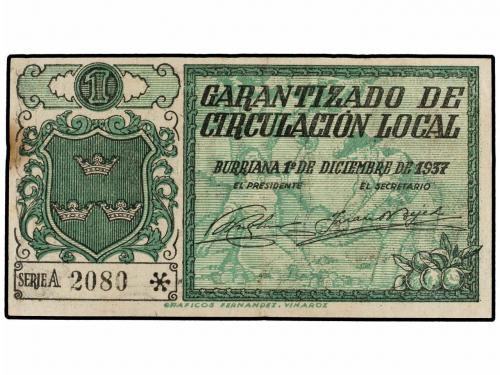 1
GARANTIZADO DE
CIRCULACIÓN LOCAL
BURRIANA 1º DE DICIEMBRE DE 1937
EL PRESIDENTE EL SECRETARIO
SERIE A 2080 *
GRAFICOS FERNANDEZ. VINAROZ